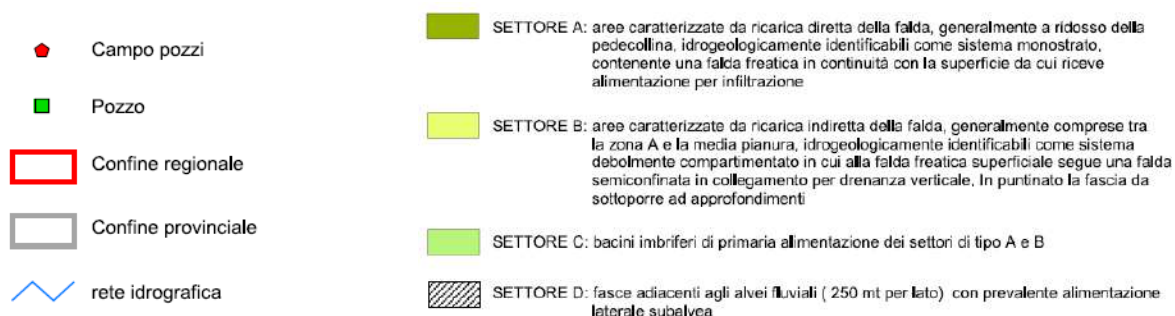 Campo pozzi
Pozzo
Confine regionale
Confine provinciale
rete idrografica
SETTORE A: aree caratterizzate da ricarica diretta della falda, generalmente a ridosso della
pedecollina, idrogeologicamente identificabili come sistema monostrato,
contenente una falda freatica in continuità con la superficie da cui riceve
alimentazione per infiltrazione
SETTORE B: aree caratterizzate da ricarica indiretta della falda, generalmente comprese tra
la zona A e la media pianura, idrogeologicamente identificabili come sistema
debolmente compartimentato in cui alla falda freatica superficiale segue una falda
semiconfinata in collegamento per drenanza verticale. In puntinato la fascia da
sottoporre ad approfondimenti
SETTORE C: bacini imbriferi di primaria alimentazione dei settori di tipo A e B
SETTORE D: fasce adiacenti agli alvei fluviali ( 250 mt per lato) con prevalente alimentazione
laterale subalvea